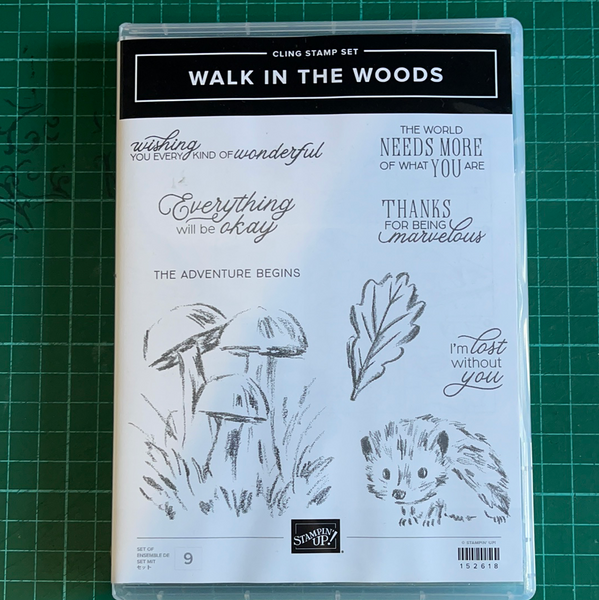 CLING STAMP SET
WALK IN THE WOODS
wishing
YOU EVERY KIND OF wonderful
THE WORLD
NEEDS MORE
OF WHAT YOU ARE
Everything
will be okay
THANKS
FOR BEING
marvelous
THE ADVENTURE BEGINS
I'm lost
without
you
STAMPIN'
UP!
SET OF
ENSEMBLE DE
SET MIT
セット
9
© STAMPIN' UP!
152618